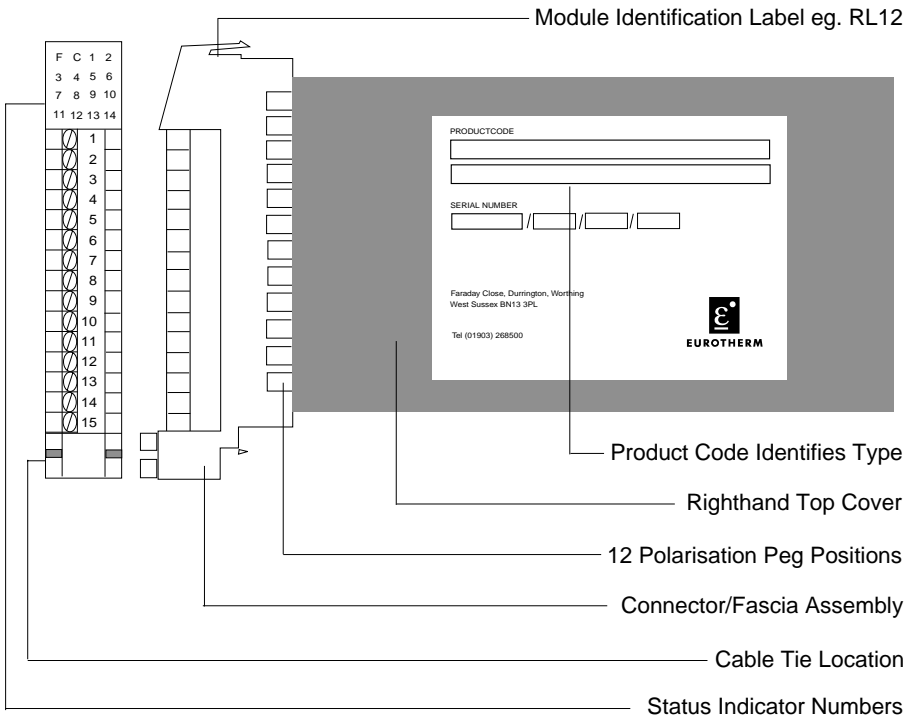 Module Identification Label eg. RL12
F C 1 2
3 4 5 6
7 8 9 10
11 12 13 14
1
2
3
4
5
6
7
8
9
10
11
12
13
14
15
PRODUCTCODE
SERIAL NUMBER
/ / /
Faraday Close, Durrington, Worthing
West Sussex BN13 3PL
Tel (01903) 268500
EUROTHERM
Product Code Identifies Type
Righthand Top Cover
12 Polarisation Peg Positions
Connector/Fascia Assembly
Cable Tie Location
Status Indicator Numbers